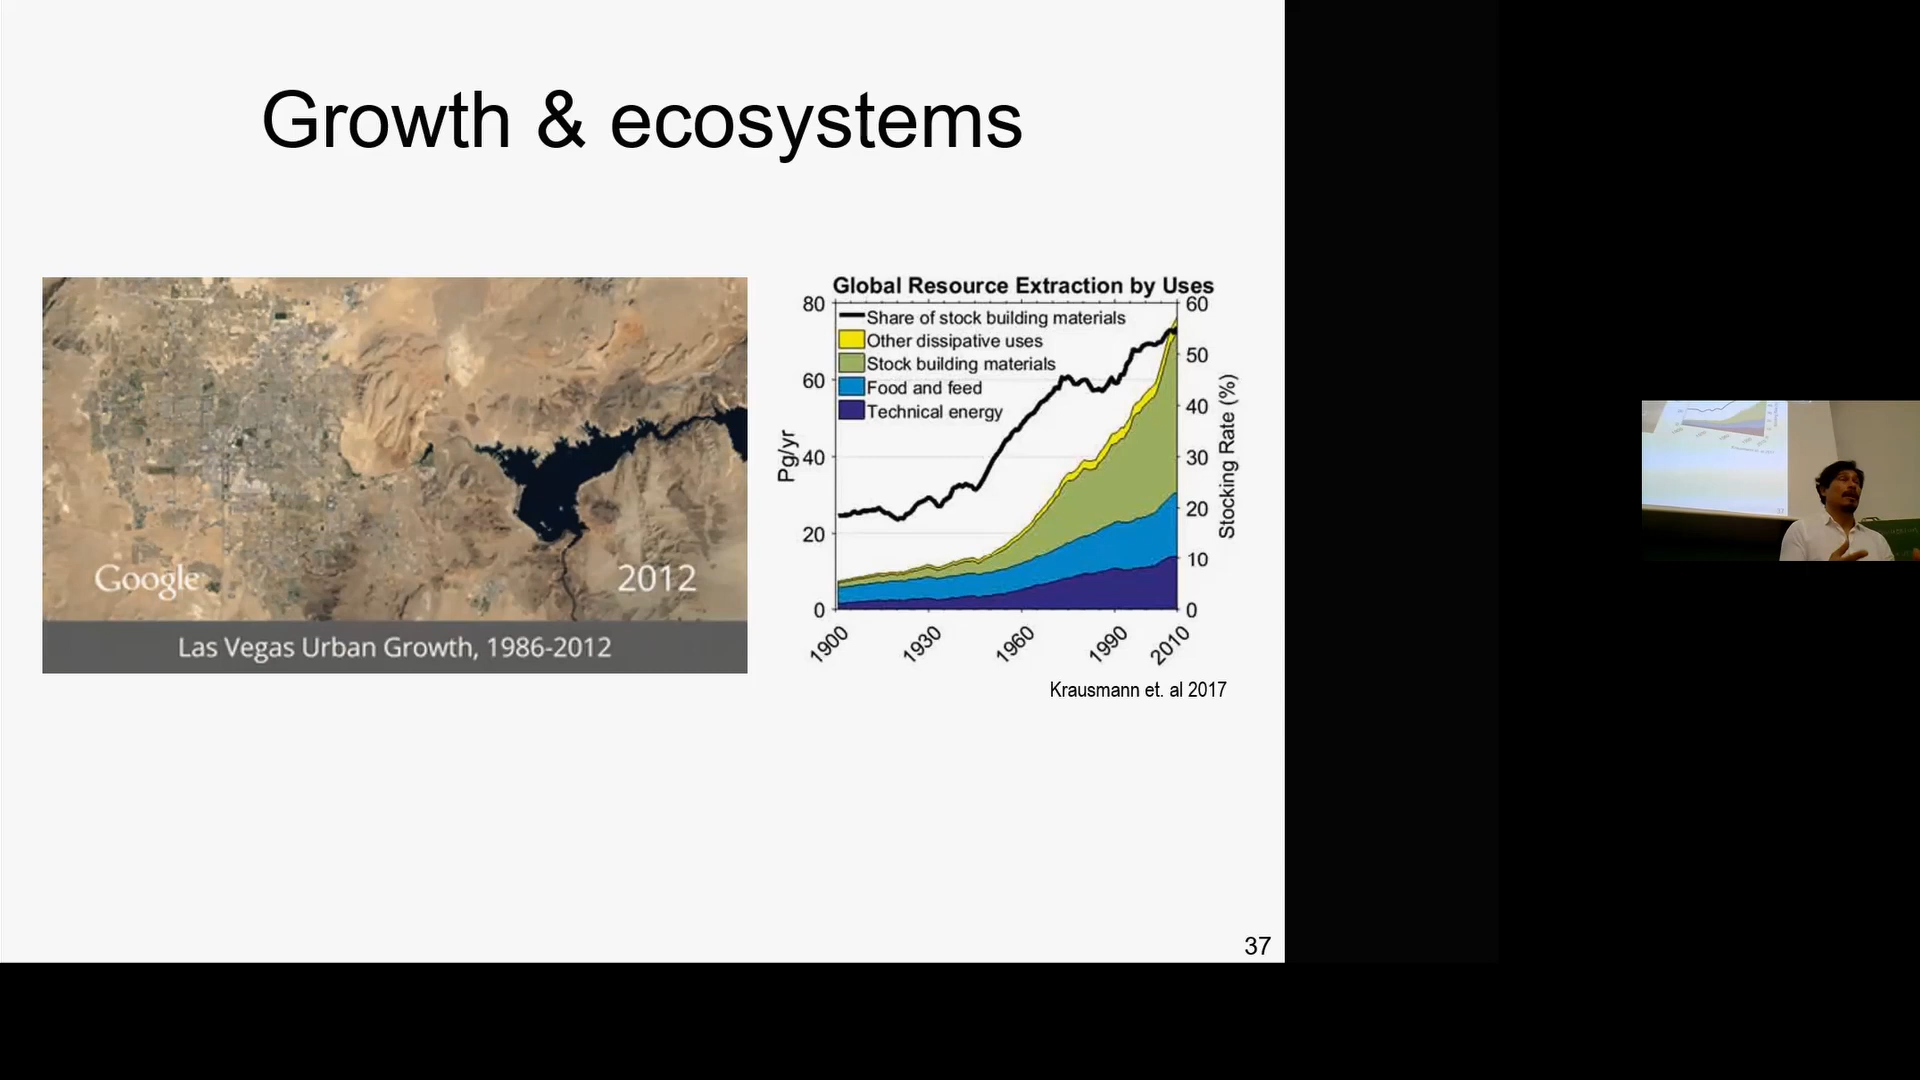 Growth & ecosystems
Google
2012
Las Vegas Urban Growth, 1986-2012
Global Resource Extraction by Uses
80
60
40
20
0
Pg/yr
Share of stock building materials
Other dissipative uses
Stock building materials
Food and feed
Technical energy
60
50
40
30
20
10
0
Stocking Rate (%)
1900
1930
1960
1990
2010
Krausmann et. al 2017
37